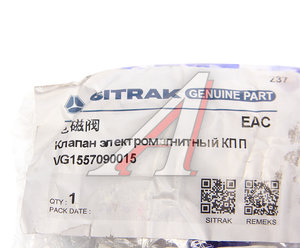 237
SITRAK GENUINE PART
电磁阀
EAC
Клапан электромагнитный КПП
VG1557090015
QTY : 1
PACK DATE :
SITRAK REMEKS